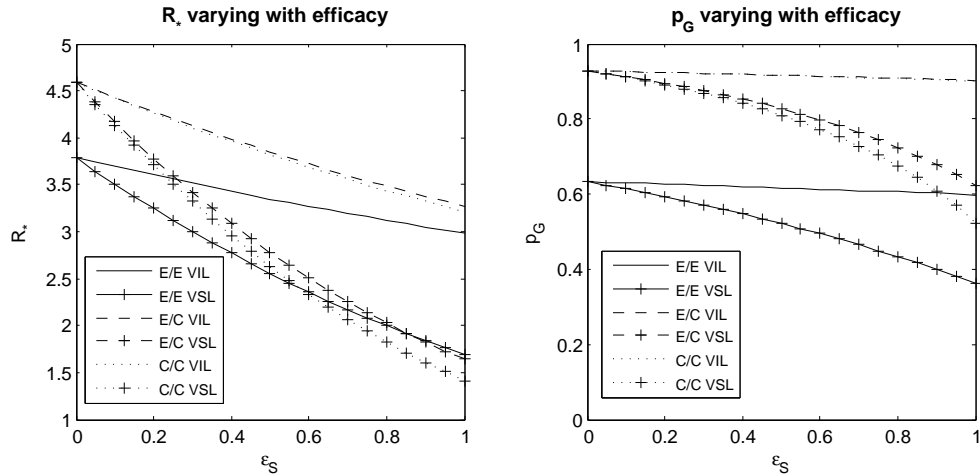 R* varying with efficacy
5
4.5
4
3.5
3
2.5
2
1.5
1
R*
0
0.2
0.4
0.6
0.8
1
εS
E/E VIL
E/E VSL
E/C VIL
E/C VSL
C/C VIL
C/C VSL
pG varying with efficacy
1
0.8
0.6
0.4
0.2
0
pG
0
0.2
0.4
0.6
0.8
1
εS
E/E VIL
E/E VSL
E/C VIL
E/C VSL
C/C VIL
C/C VSL